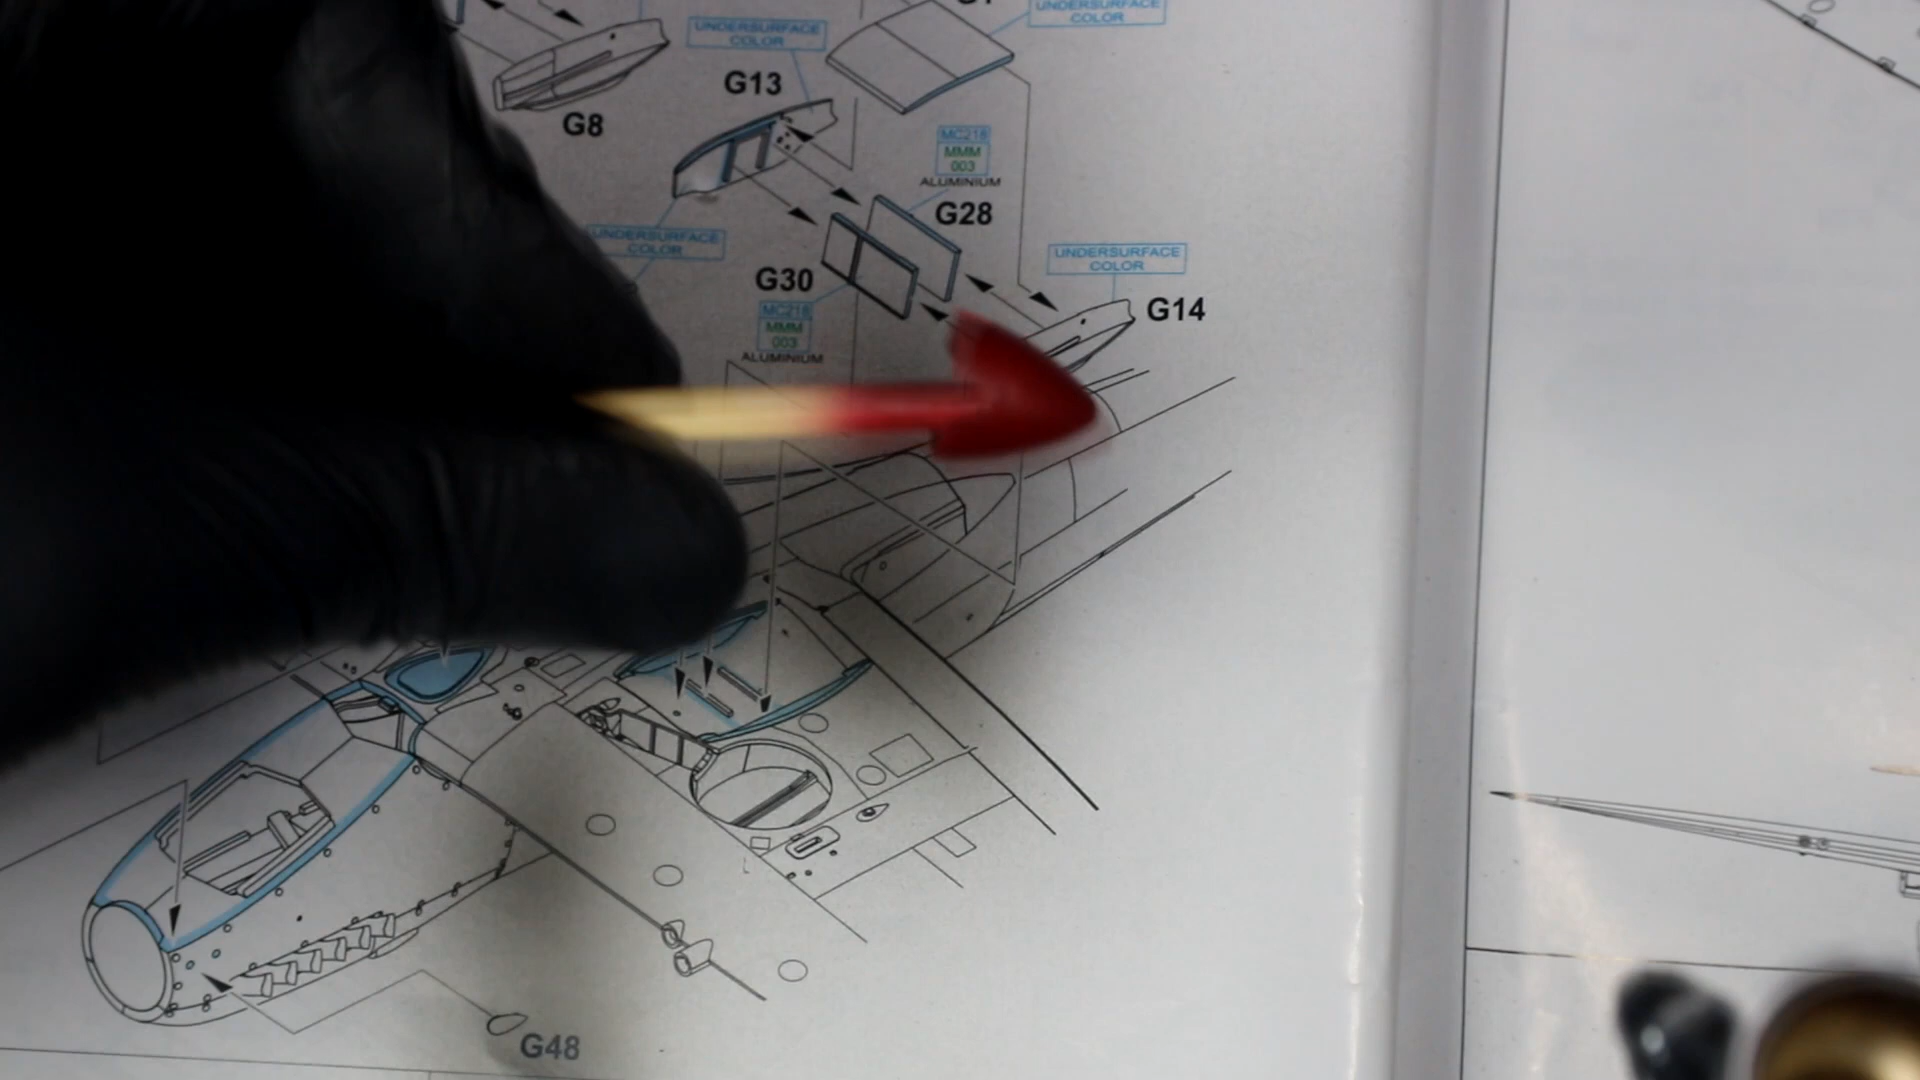 UNDERSURFACE
COLOR
UNDERSURFACE
COLOR
G13
G8
MC218
MMM
003
ALUMINIUM
G28
UNDERSURFACE
COLOR
UNDERSURFACE
COLOR
G30
G14
MC218
MMM
003
ALUMINIUM
G48